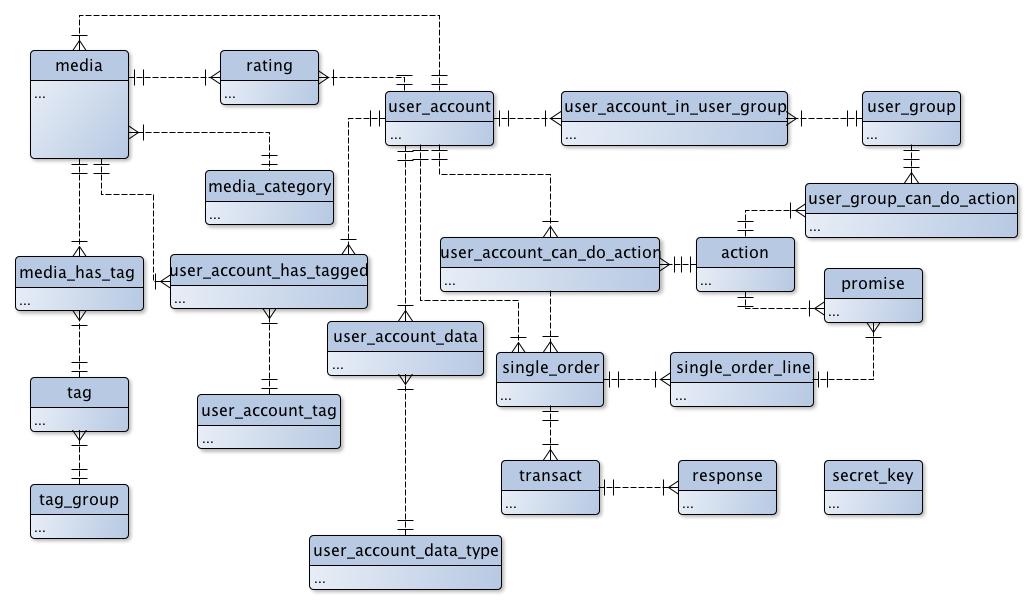 media
...
rating
...
user_account
...
user_account_in_user_group
...
user_group
...
media_category
...
user_group_can_do_action
...
user_account_can_do_action
...
action
...
media_has_tag
...
user_account_has_tagged
...
promise
...
user_account_data
...
single_order
...
single_order_line
...
tag
...
user_account_tag
...
transact
...
response
...
secret_key
...
tag_group
...
user_account_data_type
...